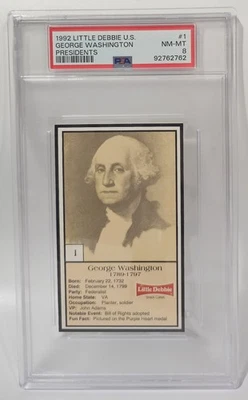 1992 LITTLE DEBBIE U.S. #1
GEORGE WASHINGTON NM-MT
PRESIDENTS 8
PSA 92762762
1
George Washington
1789-1797
Born: February 22, 1732
Died: December 14, 1799
Party: Federalist
Home State: VA
Occupation: Planter, soldier
VP: John Adams
Notable Event: Bill of Rights adopted
Fun Fact: Pictured on the Purple Heart medal
Little Debbie